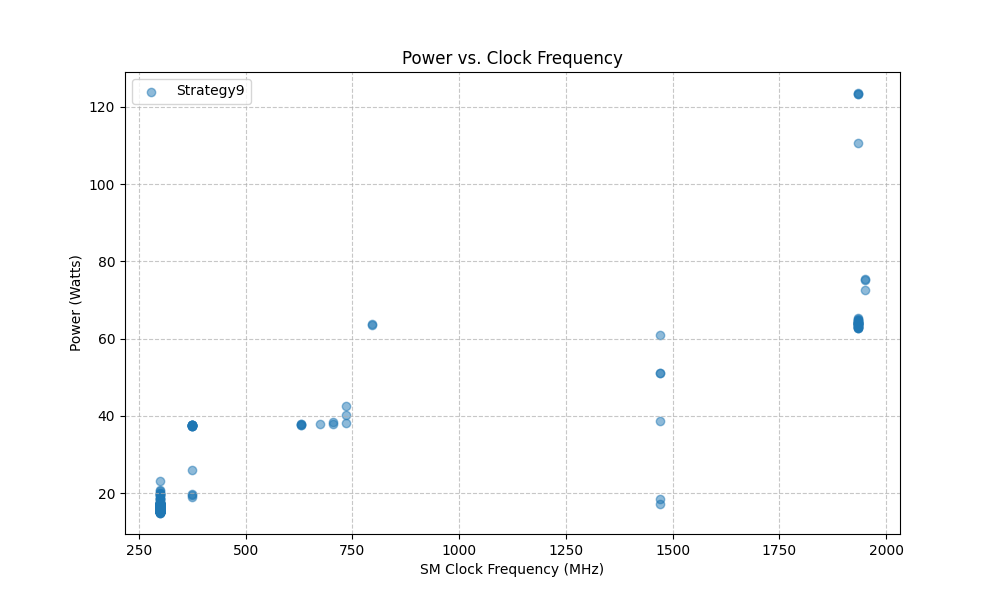 Power vs. Clock Frequency
Strategy9
120
100
80
60
40
20
Power (Watts)
250 500 750 1000 1250 1500 1750 2000
SM Clock Frequency (MHz)